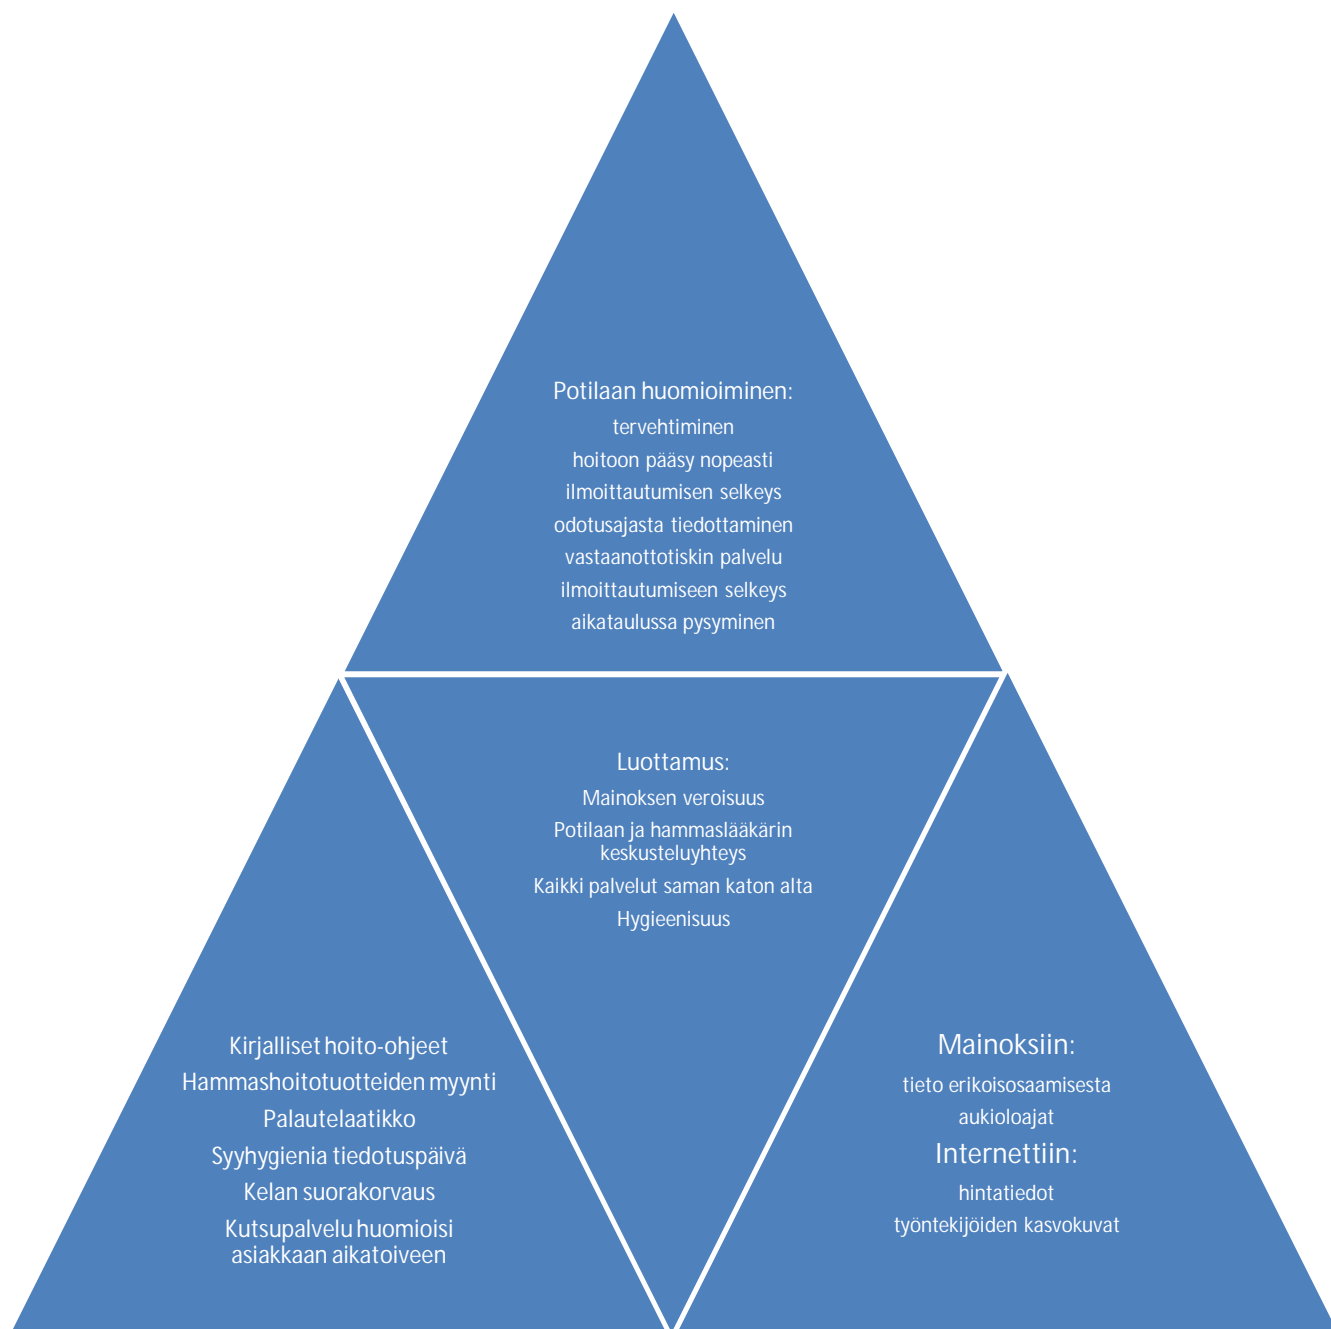 Potilaan huomioiminen:
tervehtiminen
hoitoon pääsy nopeasti
ilmoittautumisen selkeys
odotusajasta tiedottaminen
vastaanottotiskin palvelu
ilmoittautumiseen selkeys
aikataulussa pysyminen
Luottamus:
Mainoksen veroisuus
Potilaan ja hammaslääkärin
keskusteluyhteys
Kaikki palvelut saman katon alta
Hygieenisuus
Kirjalliset hoito-ohjeet
Hammashoitotuotteiden myynti
Palautelaatikko
Syyhygienia tiedotuspäivä
Kelan suorakorvaus
Kutsupalvelu huomioisi
asiakkaan aikatoiveen
Mainoksiin:
tieto erikoisosaamisesta
aukioloajat
Internettiin:
hintatiedot
työntekijöiden kasvokuvat